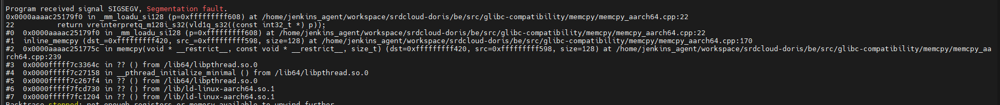 Program received signal SIGSEGV, Segmentation fault.
0x0000aaaac25179f0 in _mm_loadu_si128 (p=0xfffffffff608) at /home/jenkins_agent/workspace/srdcloud-doris/be/src/glibc-compatibility/memcpy/memcpy_aarch64.cpp:22
22          return vreinterpretq_m128i_s32(vld1q_s32((const int32_t *) p));
#0  0x0000aaaac25179f0 in _mm_loadu_si128 (p=0xfffffffff608) at /home/jenkins_agent/workspace/srdcloud-doris/be/src/glibc-compatibility/memcpy/memcpy_aarch64.cpp:22
#1  inline_memcpy (dst_=0xfffffffff420, src_=0xfffffffff598, size=128) at /home/jenkins_agent/workspace/srdcloud-doris/be/src/glibc-compatibility/memcpy/memcpy_aarch64.cpp:170
#2  0x0000aaaac251775c in memcpy(void * __restrict__, const void * __restrict__, size_t) (dst=0xfffffffff420, src=0xfffffffff598, size=128) at /home/jenkins_agent/workspace/srdcloud-doris/be/src/glibc-compatibility/memcpy/memcpy_aa
rch64.cpp:239
#3  0x0000fffff7c3364c in ?? () from /lib64/libpthread.so.0
#4  0x0000fffff7c27158 in __pthread_initialize_minimal () from /lib64/libpthread.so.0
#5  0x0000fffff7c267f4 in ?? () from /lib64/libpthread.so.0
#6  0x0000fffff7fcd730 in ?? () from /lib/ld-linux-aarch64.so.1
#7  0x0000fffff7fc1204 in ?? () from /lib/ld-linux-aarch64.so.1
Backtrace stopped: not enough registers or memory available to unwind further